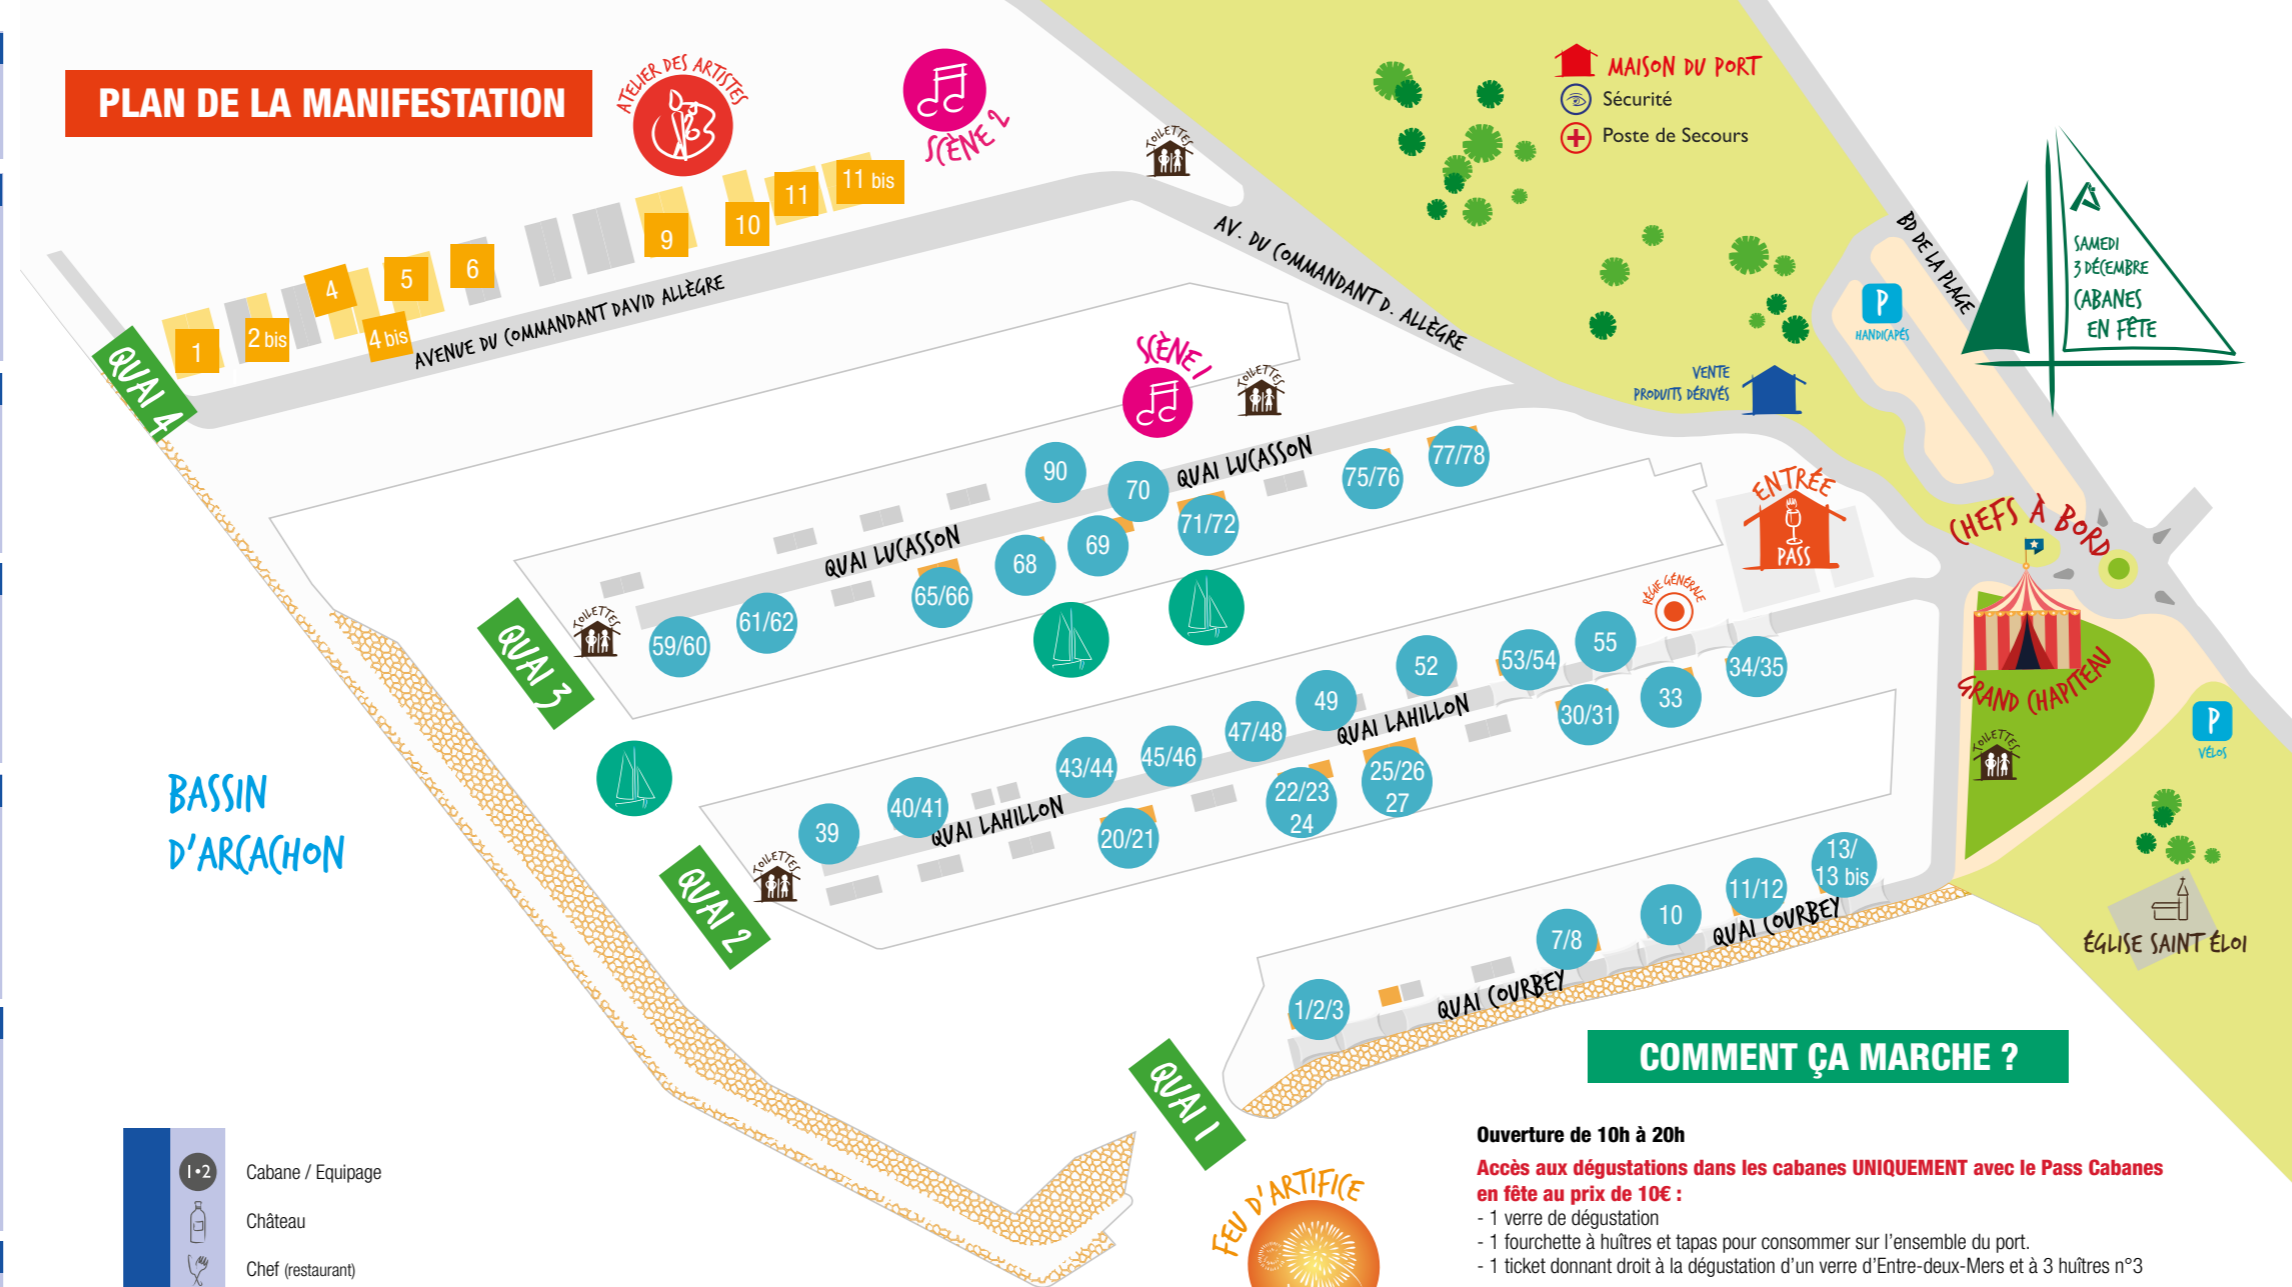 PLAN DE LA MANIFESTATION
ATELIER DES ARTISTES
SCÈNE 2
TOILETTES
MAISON DU PORT
Sécurité
Poste de Secours
SAMEDI
3 DÉCEMBRE
CABANES
EN FÊTE
BD DE LA PLAGE
P
HANDICAPÉS
AV. DU COMMANDANT D. ALLÈGRE
VENTE
PRODUITS DÉRIVÉS
1
2 bis
4
4 bis
5
6
9
10
11
11 bis
AVENUE DU COMMANDANT DAVID ALLÈGRE
QUAI 4
SCÈNE 1
TOILETTES
90
70
QUAI LUCASSON
75/76
77/78
71/72
69
68
65/66
QUAI LUCASSON
61/62
59/60
TOILETTES
QUAI 3
ENTRÉE
PASS
CHEFS À BORD
GRAND CHAPITEAU
RÉGIE GÉNÉRALE
TOILETTES
P
VÉLOS
ÉGLISE SAINT ÉLOI
39
40/41
43/44
45/46
47/48
49
52
53/54
55
QUAI LAHILLON
QUAI LAHILLON
20/21
22/23
24
25/26
27
30/31
33
34/35
TOILETTES
QUAI 2
BASSIN
D'ARCACHON
1/2/3
7/8
10
11/12
13/
13 bis
QUAI COURBEY
QUAI COURBEY
QUAI 1
FEU D'ARTIFICE
1•2
Cabane / Equipage
Château
Chef (restaurant)
COMMENT ÇA MARCHE ?
Ouverture de 10h à 20h
Accès aux dégustations dans les cabanes UNIQUEMENT avec le Pass Cabanes
en fête au prix de 10€ :
- 1 verre de dégustation
- 1 fourchette à huîtres et tapas pour consommer sur l'ensemble du port.
- 1 ticket donnant droit à la dégustation d'un verre d'Entre-deux-Mers et à 3 huîtres n°3